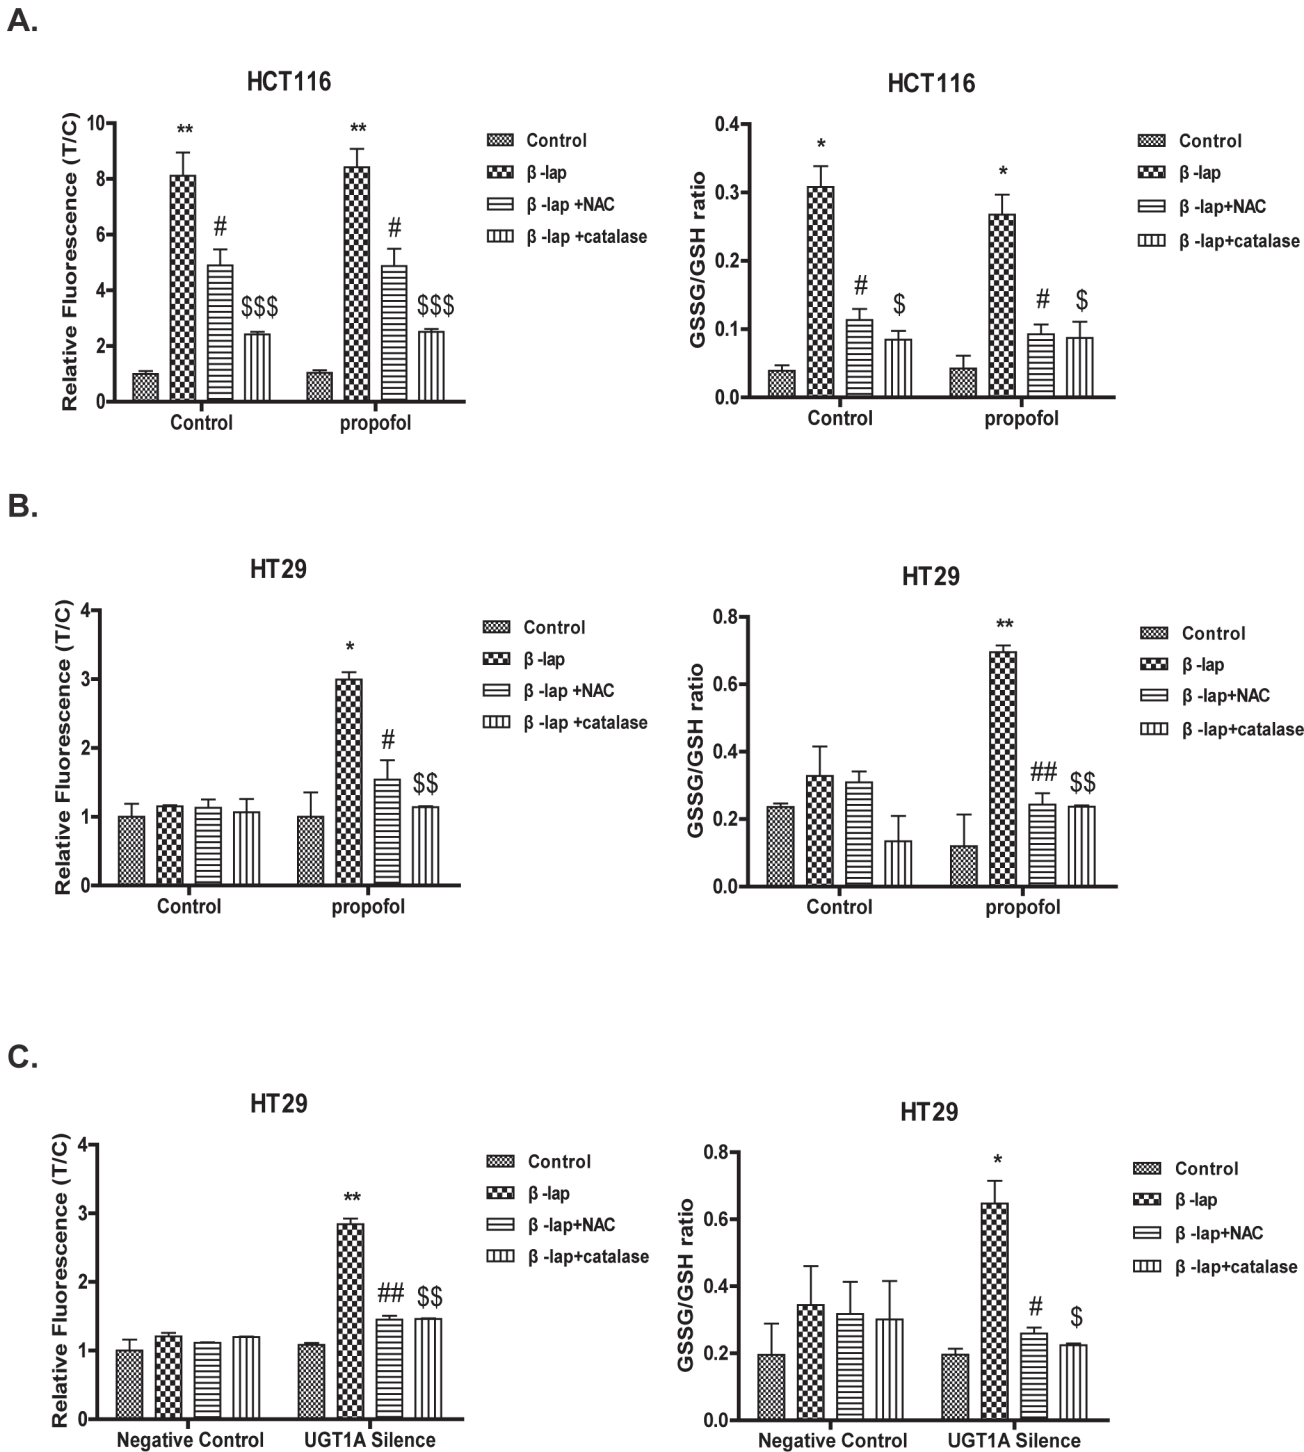 A.
HCT116
Relative Fluorescence (T/C)
10
8
6
4
2
0
**
#
$$$
**
#
$$$
Control
propofol
Control
β -lap
β -lap +NAC
β -lap +catalase
HCT116
GSSG/GSH ratio
0.4
0.3
0.2
0.1
0.0
*
#
$
*
#
$
Control
propofol
Control
β -lap
β -lap+NAC
β -lap+catalase
B.
HT29
Relative Fluorescence (T/C)
4
3
2
1
0
*
#
$$
Control
propofol
Control
β -lap
β -lap +NAC
β -lap +catalase
HT29
GSSG/GSH ratio
0.8
0.6
0.4
0.2
0.0
**
##
$$
Control
propofol
Control
β -lap
β -lap+NAC
β -lap+catalase
C.
HT29
Relative Fluorescence (T/C)
4
3
2
1
0
**
##
$$
Negative Control
UGT1A Silence
Control
β -lap
β -lap+NAC
β -lap+catalase
HT29
GSSG/GSH ratio
0.8
0.6
0.4
0.2
0.0
*
#
$
Negative Control
UGT1A Silence
Control
β -lap
β -lap+NAC
β -lap+catalase